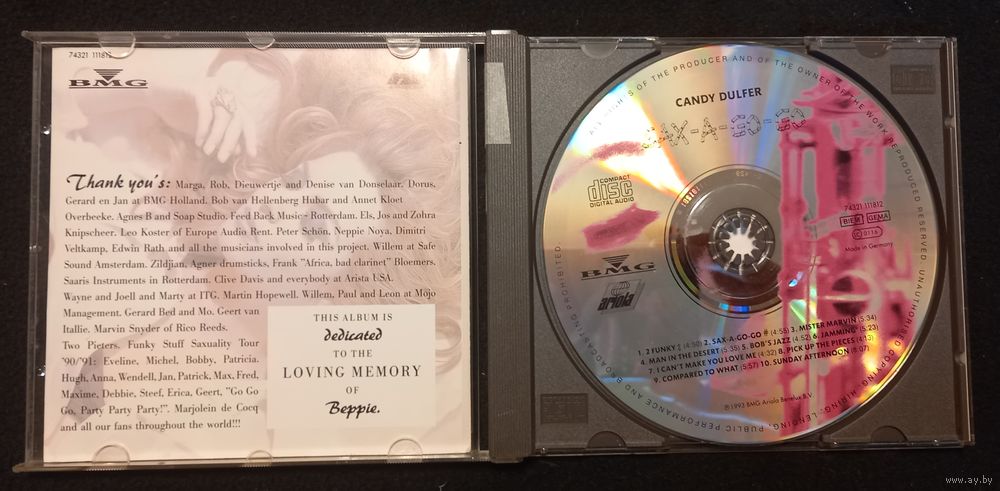 74321 111812
BMG
Thank you's: Marga, Rob, Dieuwertje and Denise van Donselaar, Dorus,
Gerard en Jan at BMG Holland. Bob van Hellenberg Hubar and Annet Kloet
Overbeeke. Agnes B and Soap Studio, Feed Back Music - Rotterdam. Els, Jos and Zohra
Knipscheer. Leo Koster of Europe Audio Rent. Peter Schön, Neppie Noya, Dimitri
Veltkamp, Edwin Rath and all the musicians involved in this project. Willem at Safe
Sound Amsterdam. Zildjian, Agner drumsticks, Frank "Africa, bad clarinet" Bloemers,
Saaris Instruments in Rotterdam. Clive Davis and everybody at Arista USA.
Wayne and Joell and Marty at ITG. Martin Hopewell. Willem, Paul and Leon at Mojo
Management. Gerard Bed and Mo. Geert van
Itallie. Marvin Snyder of Rico Reeds.
Two Pieters, Funky Stuff Saxuality Tour
'90/'91: Eveline, Michel, Bobby, Patricia,
Hugh, Anna, Wendell, Jan, Patrick, Max, Fred,
Maxime, Debbie, Steef, Erica, Geert, "Go Go
Go, Party Party Party!". Marjolein de Cocq
and all our fans throughout the world!!!
THIS ALBUM IS
dedicated
TO THE
LOVING MEMORY
OF
Beppie.
ALL RIGHTS OF THE PRODUCER AND OF THE OWNER OF THE WORK REPRODUCED RESERVED. UNAUTHORISED COPYING, HIRING, LENDING, PUBLIC PERFORMANCE AND BROADCASTING PROHIBITED.
CANDY DULFER
SAX-A-GO-GO
COMPACT
disc
DIGITAL AUDIO
74321 111812
BIEM GEMA
LC 0116
Made in Germany
BMG
ariola
1. 2 FUNKY (4:50) 2. SAX-A-GO-GO # (4:55) 3. MISTER MARVIN (5:34)
4. MAN IN THE DESERT (5:35) 5. BOB'S JAZZ (4:52) 6. JAMMING* (5:23)
7. I CAN'T MAKE YOU LOVE ME (4:32) 8. PICK UP THE PIECES (4:13)
9. COMPARED TO WHAT (5:57) 10. SUNDAY AFTERNOON (6:07)
℗ 1993 BMG Ariola Benelux B.V.
www.ay.by